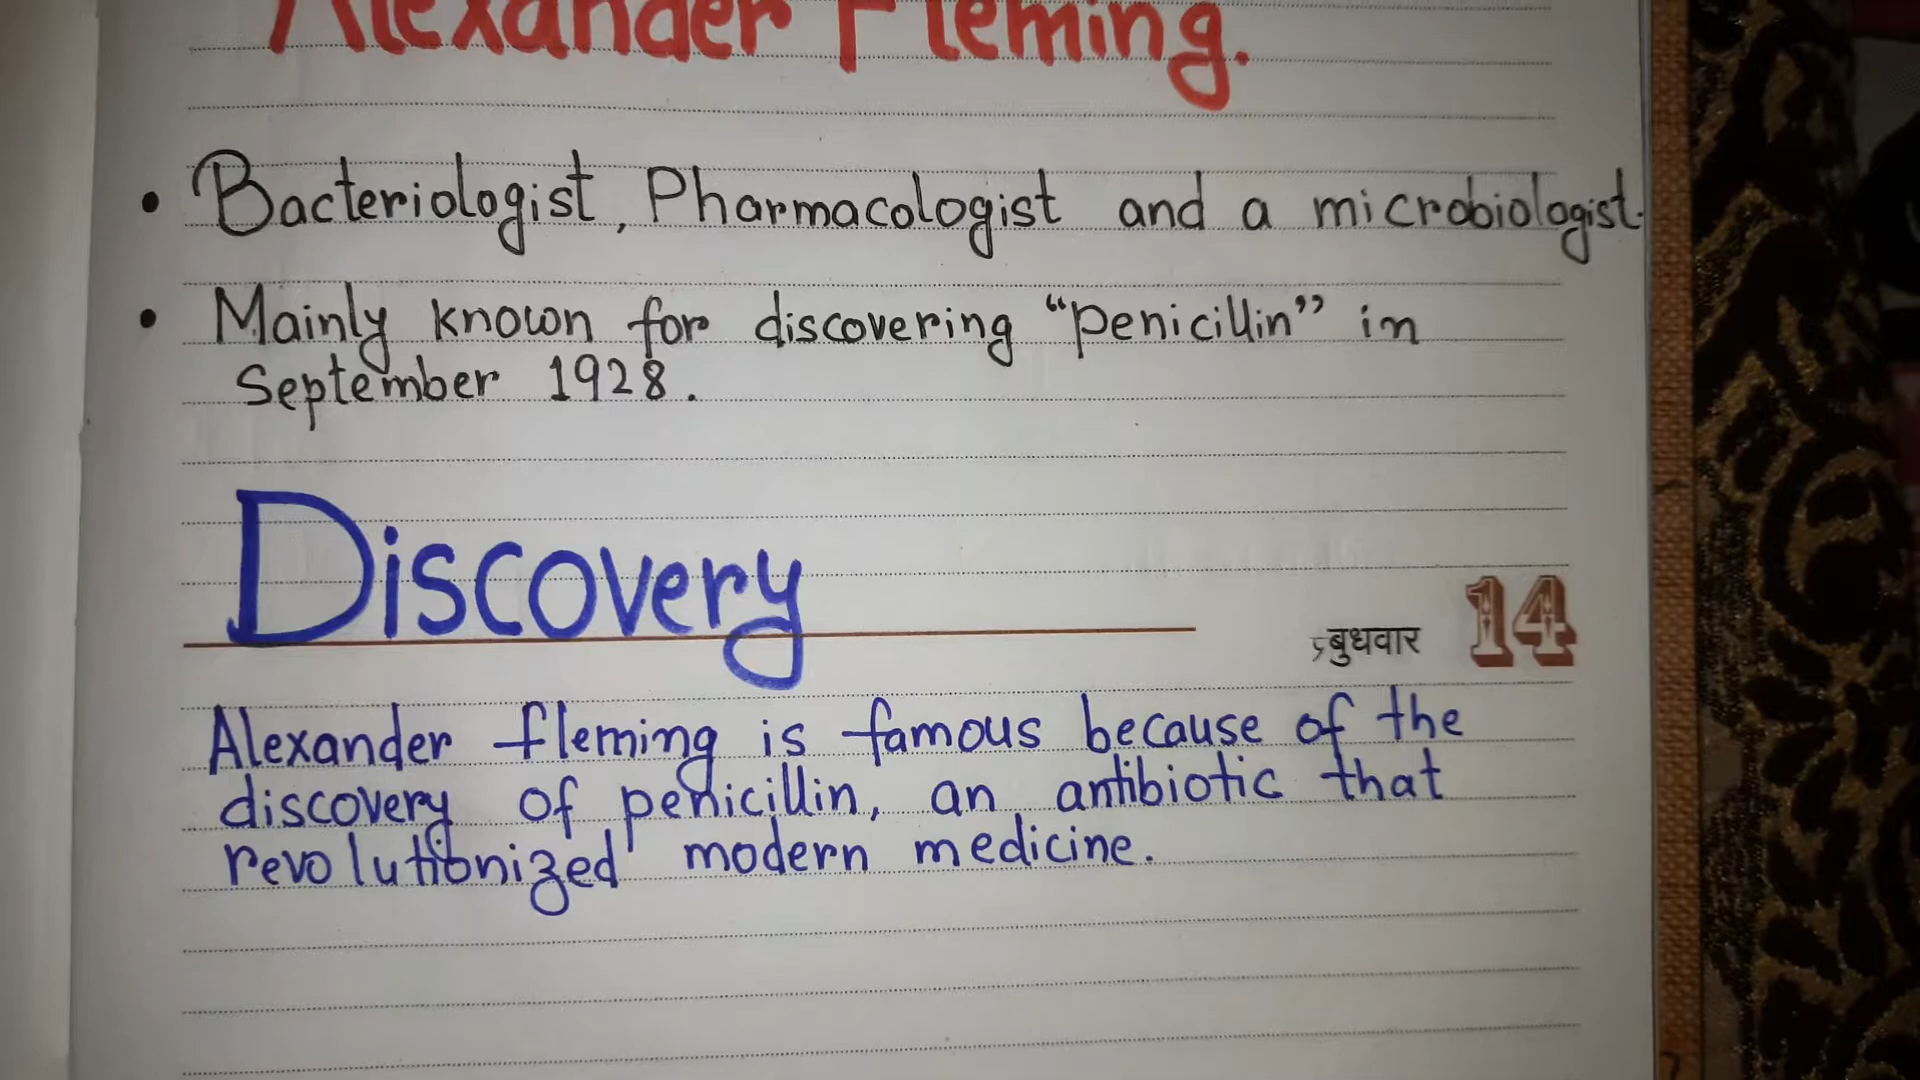 Alexander Fleming.
• Bacteriologist, Pharmacologist and a microbiologist.
• Mainly known for discovering “penicillin” in
September 1928.
Discovery
बुधवार 14
Alexander fleming is famous because of the
discovery of penicillin, an antibiotic that
revolutionized modern medicine.